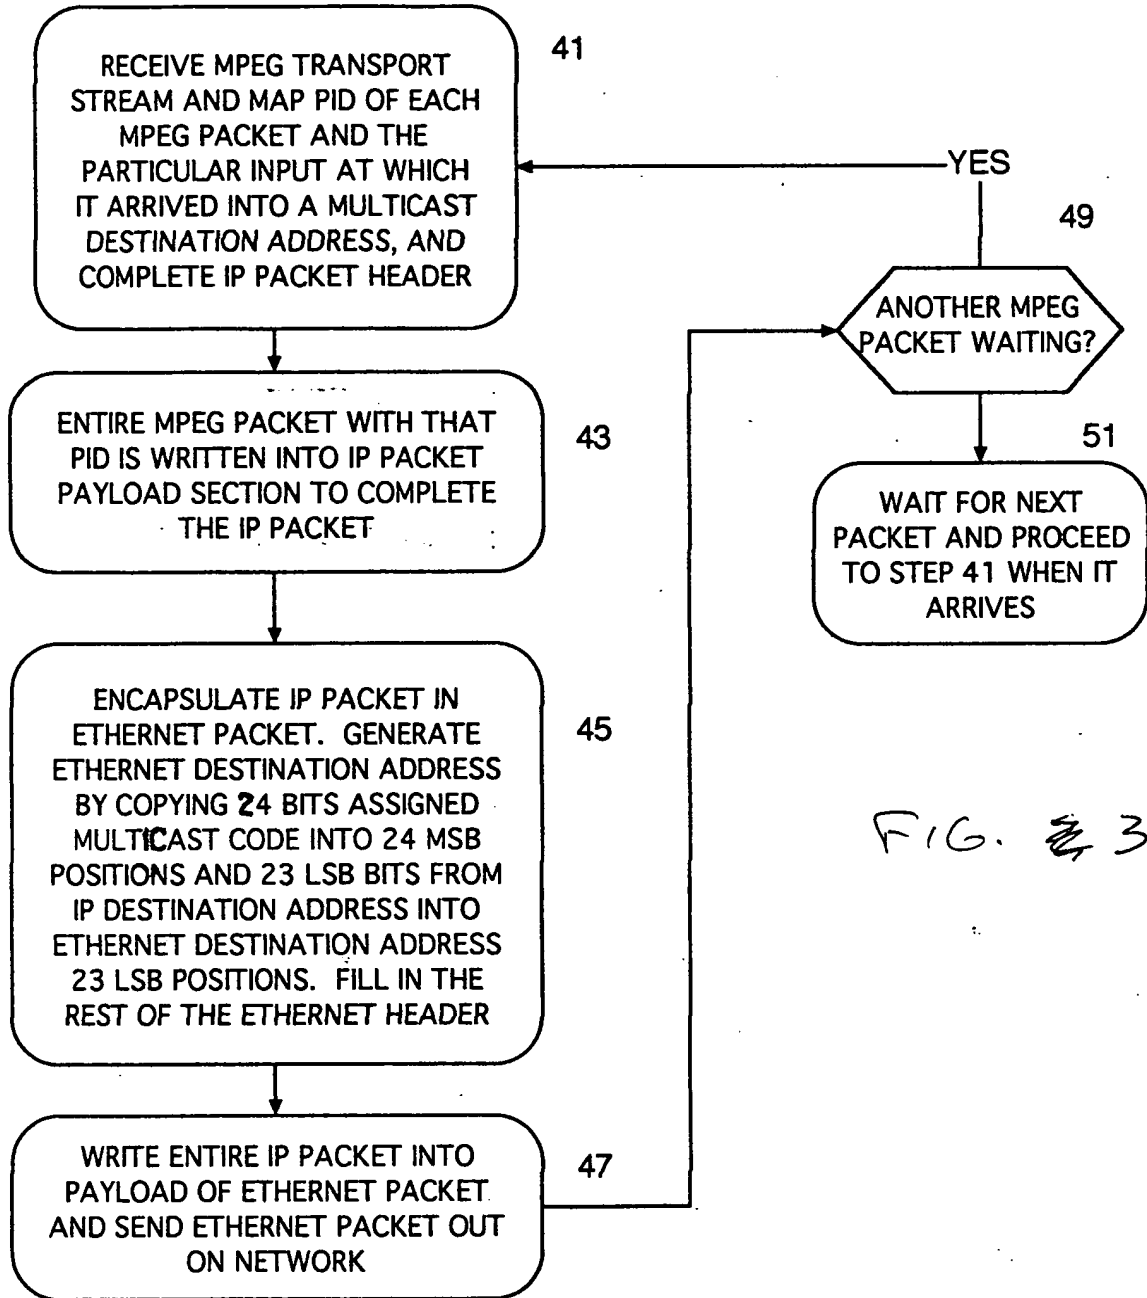 41
RECEIVE MPEG TRANSPORT
STREAM AND MAP PID OF EACH
MPEG PACKET AND THE
PARTICULAR INPUT AT WHICH
IT ARRIVED INTO A MULTICAST
DESTINATION ADDRESS, AND
COMPLETE IP PACKET HEADER
43
ENTIRE MPEG PACKET WITH THAT
PID IS WRITTEN INTO IP PACKET
PAYLOAD SECTION TO COMPLETE
THE IP PACKET
45
ENCAPSULATE IP PACKET IN
ETHERNET PACKET. GENERATE
ETHERNET DESTINATION ADDRESS
BY COPYING 24 BITS ASSIGNED
MULTICAST CODE INTO 24 MSB
POSITIONS AND 23 LSB BITS FROM
IP DESTINATION ADDRESS INTO
ETHERNET DESTINATION ADDRESS
23 LSB POSITIONS. FILL IN THE
REST OF THE ETHERNET HEADER
47
WRITE ENTIRE IP PACKET INTO
PAYLOAD OF ETHERNET PACKET
AND SEND ETHERNET PACKET OUT
ON NETWORK
YES
49
ANOTHER MPEG
PACKET WAITING?
51
WAIT FOR NEXT
PACKET AND PROCEED
TO STEP 41 WHEN IT
ARRIVES
FIG. 3